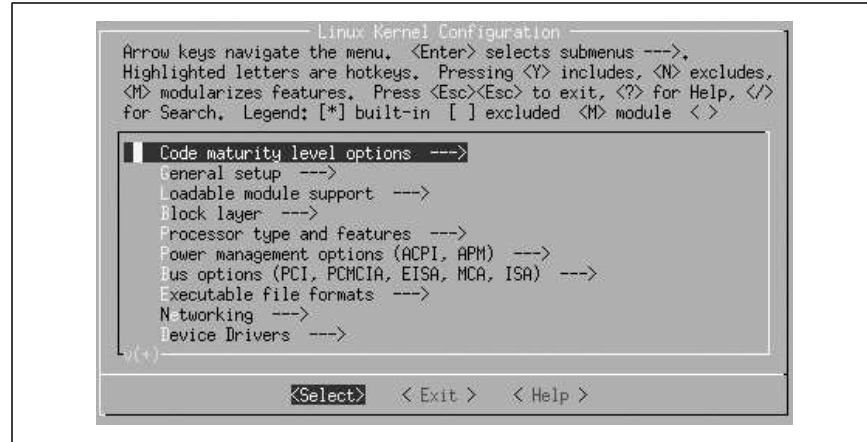 Linux Kernel Configuration
Arrow keys navigate the menu. <Enter> selects submenus --->.
Highlighted letters are hotkeys. Pressing <Y> includes, <N> excludes,
<M> modularizes features. Press <Esc><Esc> to exit, <?> for Help, </>
for Search. Legend: [*] built-in [ ] excluded <M> module < >
Code maturity level options --->
General setup --->
Loadable module support --->
Block layer --->
Processor type and features --->
Power management options (ACPI, APM) --->
Bus options (PCI, PCMCIA, EISA, MCA, ISA) --->
Executable file formats --->
Networking --->
Device Drivers --->
v(+)
<Select> < Exit > < Help >